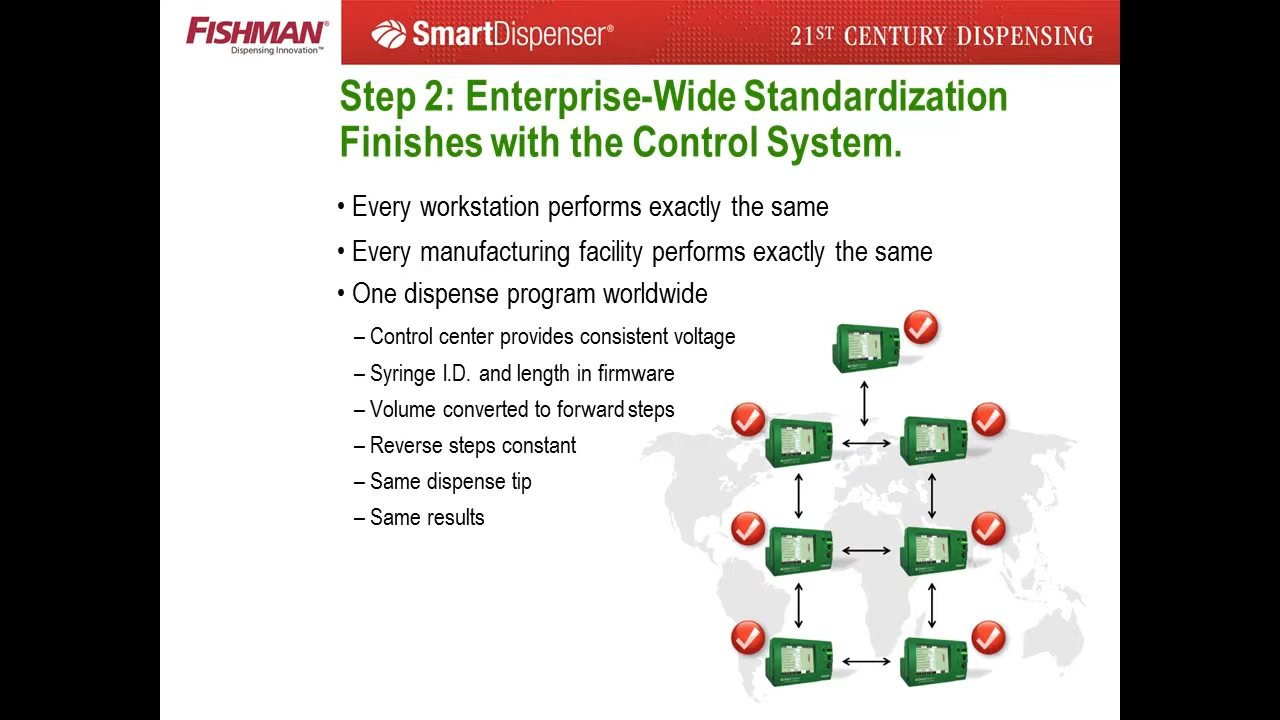 FISHMAN®
Dispensing Innovation™
SmartDispenser®
21ST CENTURY DISPENSING
Step 2: Enterprise-Wide Standardization
Finishes with the Control System.
• Every workstation performs exactly the same
• Every manufacturing facility performs exactly the same
• One dispense program worldwide
– Control center provides consistent voltage
– Syringe I.D. and length in firmware
– Volume converted to forward steps
– Reverse steps constant
– Same dispense tip
– Same results